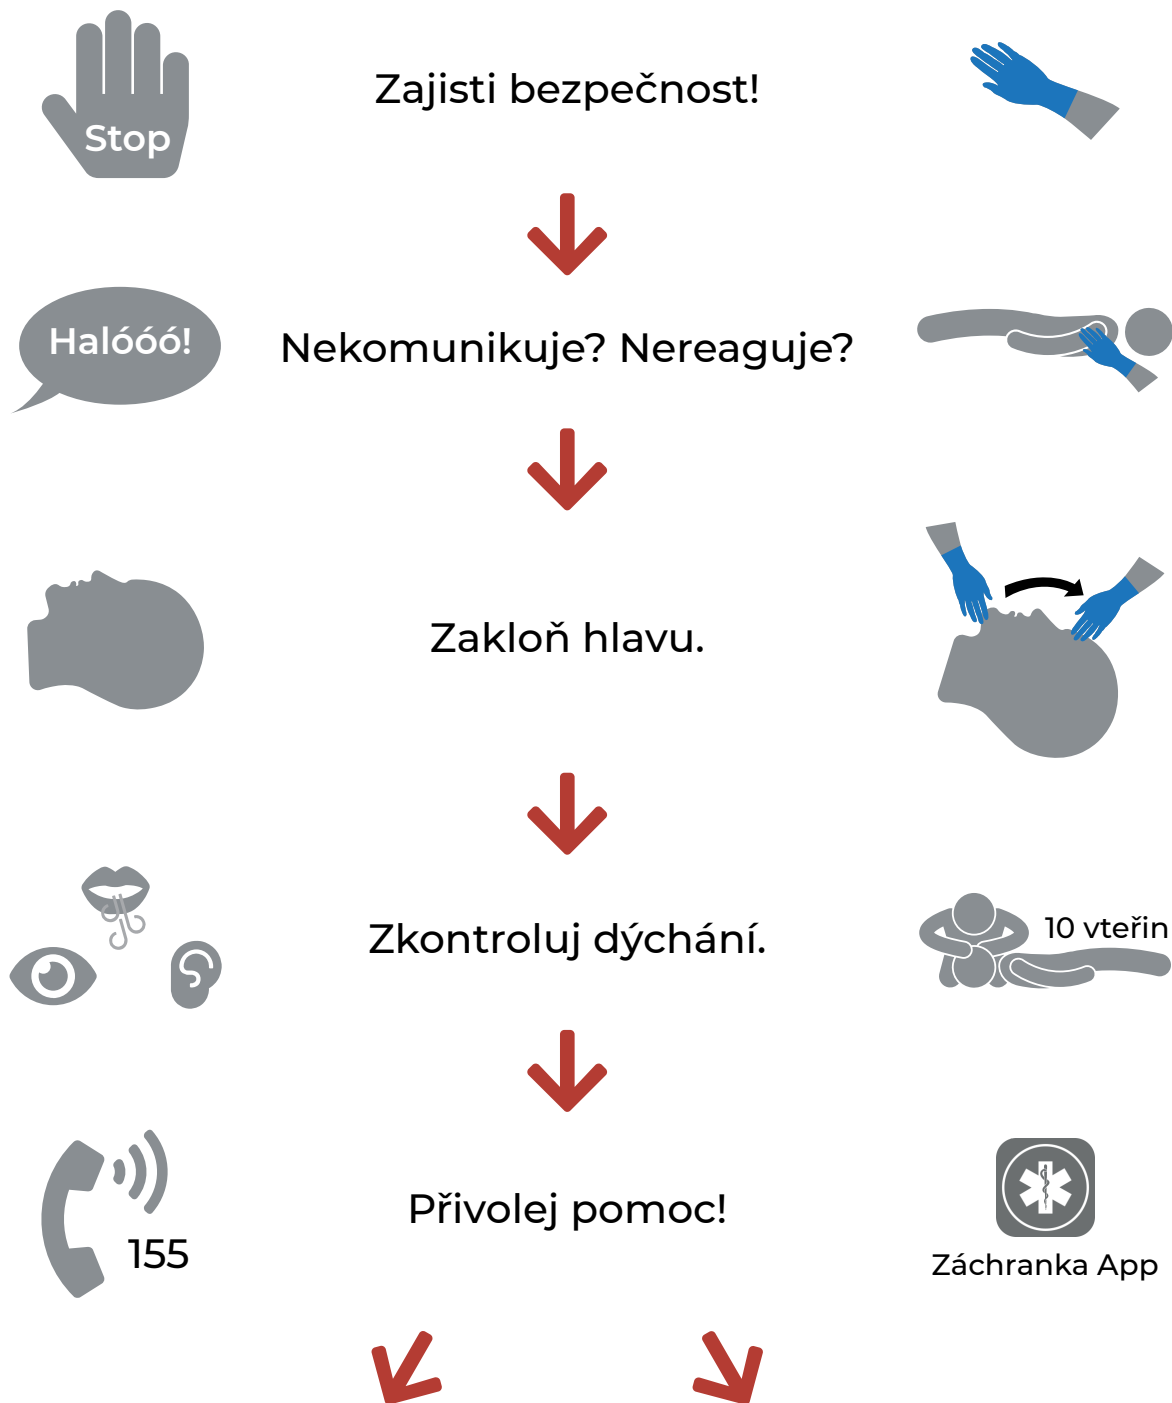 Stop
Zajisti bezpečnost!
Halóóó!
Nekomunikuje? Nereaguje?
Zakloň hlavu.
Zkontroluj dýchání.
10 vteřin
155
Přivolej pomoc!
Záchranka App